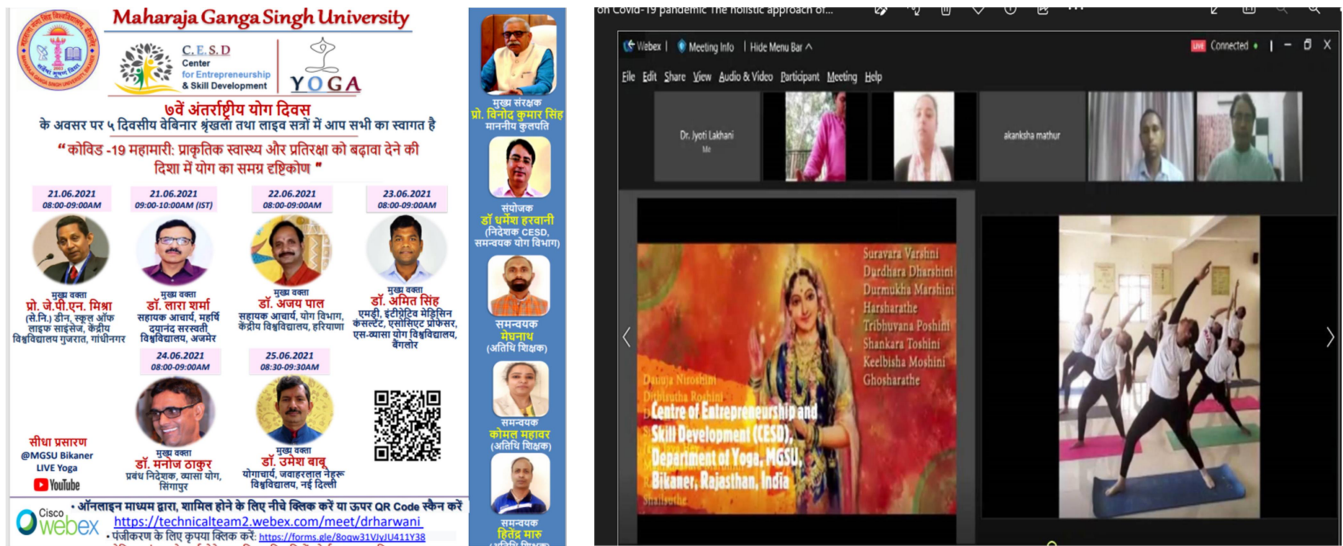 Maharaja Ganga Singh University
C.E.S.D
Center
for Entrepreneurship
& Skill Development
YOGA
७वें अंतर्राष्ट्रीय योग दिवस
के अवसर पर ५ दिवसीय वेबिनार श्रृंखला तथा लाइव सत्रों में आप सभी का स्वागत है
“ कोविड -19 महामारी: प्राकृतिक स्वास्थ्य और प्रतिरक्षा को बढ़ावा देने की
दिशा में योग का समग्र दृष्टिकोण ”
21.06.2021
08:00-09:00AM
मुख्य वक्ता
प्रो. जे.पी.एन. मिश्रा
(से.नि.) डीन, स्कूल ऑफ
लाइफ साइंसेज, केंद्रीय
विश्वविद्यालय गुजरात, गांधीनगर
21.06.2021
09:00-10:00AM (IST)
मुख्य वक्ता
डॉ. लारा शर्मा
सहायक आचार्य, महर्षि
दयानंद सरस्वती
विश्वविद्यालय, अजमेर
22.06.2021
08:00-09:00AM
मुख्य वक्ता
डॉ. अजय पाल
सहायक आचार्य, योग विभाग,
केंद्रीय विश्वविद्यालय, हरियाणा
23.06.2021
08:00-09:00AM
मुख्य वक्ता
डॉ. अमित सिंह
एमडी, इंटीग्रेटिव मेडिसिन
कंसल्टेंट, एसोसिएट प्रोफेसर,
एस-व्यासा योग विश्वविद्यालय,
बैंगलोर
24.06.2021
08:00-09:00AM
मुख्य वक्ता
डॉ. मनोज ठाकुर
प्रबंध निदेशक, व्यासा योग,
सिंगापुर
25.06.2021
08:30-09:30AM
मुख्य वक्ता
डॉ. उमेश बाबू
योगाचार्य, जवाहरलाल नेहरू
विश्वविद्यालय, नई दिल्ली
सीधा प्रसारण
@MGSU Bikaner
LIVE Yoga
YouTube
Cisco
webex
• ऑनलाइन माध्यम द्वारा, शामिल होने के लिए नीचे क्लिक करें या ऊपर QR Code स्कैन करें
https://technicalteam2.webex.com/meet/drharwani
• पंजीकरण के लिए कृपया क्लिक करें: https://forms.gle/8oqw31VJyJU411Y38
मुख्य संरक्षक
प्रो. विनोद कुमार सिंह
माननीय कुलपति
संयोजक
डॉ धर्मेश हरवानी
(निदेशक CESD,
समन्वयक योग विभाग)
समन्वयक
मेघनाथ
(अतिथि शिक्षक)
समन्वयक
कोमल महावर
(अतिथि शिक्षक)
समन्वयक
हितेंद्र मारु
(अतिथि शिक्षक)
on Covid-19 pandemic The holistic approach of...
Webex | Meeting Info | Hide Menu Bar
LIVE Connected
File Edit Share View Audio & Video Participant Meeting Help
Dr. Jyoti Lakhani
Me
akanksha mathur
Suravara Varshni
Durdhara Dharshini
Durmukha Marshini
Harsharathe
Tribhuvana Poshini
Shankara Toshini
Keelbisha Moshini
Ghosharathe
Centre of Entrepreneurship and
Skill Development (CESD),
Department of Yoga, MGSU,
Bikaner, Rajasthan, India